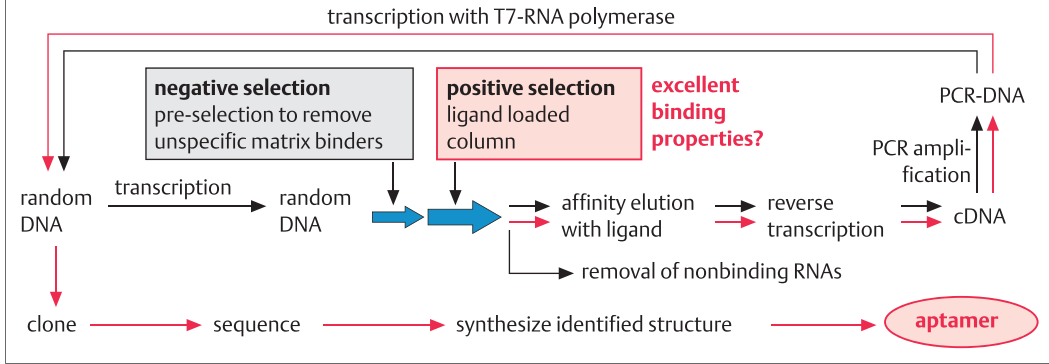 transcription with T7-RNA polymerase
negative selection
pre-selection to remove
unspecific matrix binders
positive selection
ligand loaded
column
excellent
binding
properties?
PCR-DNA
PCR ampli-
fication
random
DNA
transcription
random
DNA
affinity elution
with ligand
reverse
transcription
cDNA
removal of nonbinding RNAs
clone
sequence
synthesize identified structure
aptamer